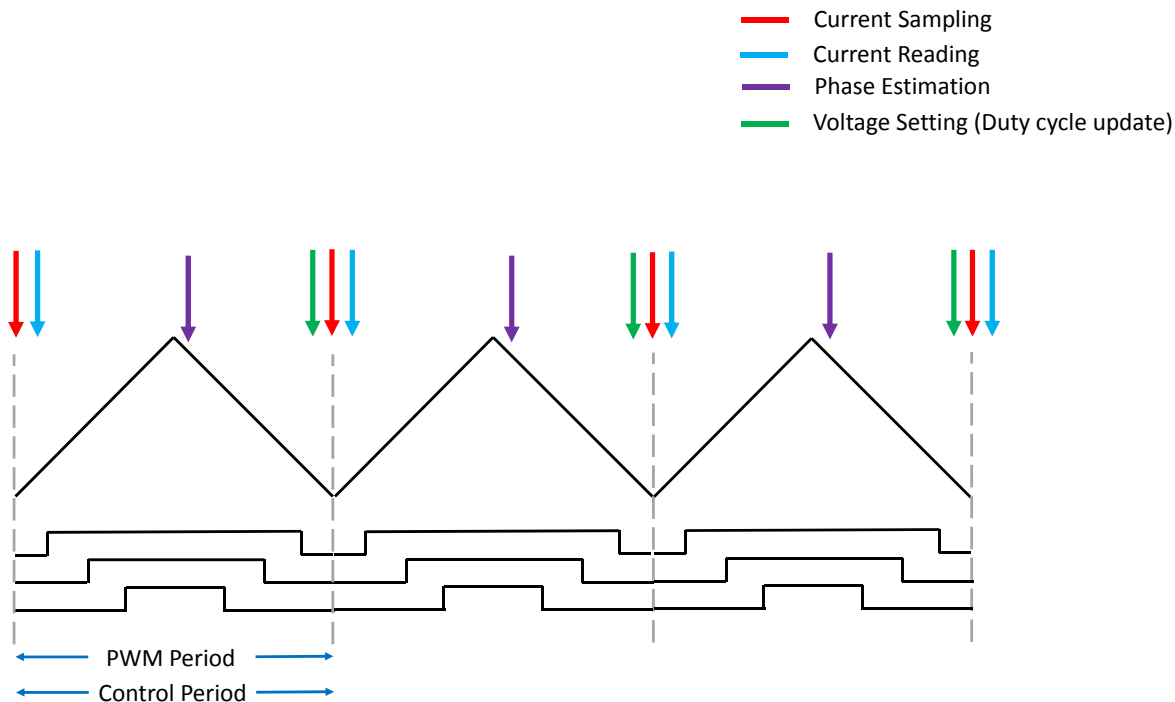 Current Sampling
Current Reading
Phase Estimation
Voltage Setting (Duty cycle update)
PWM Period
Control Period